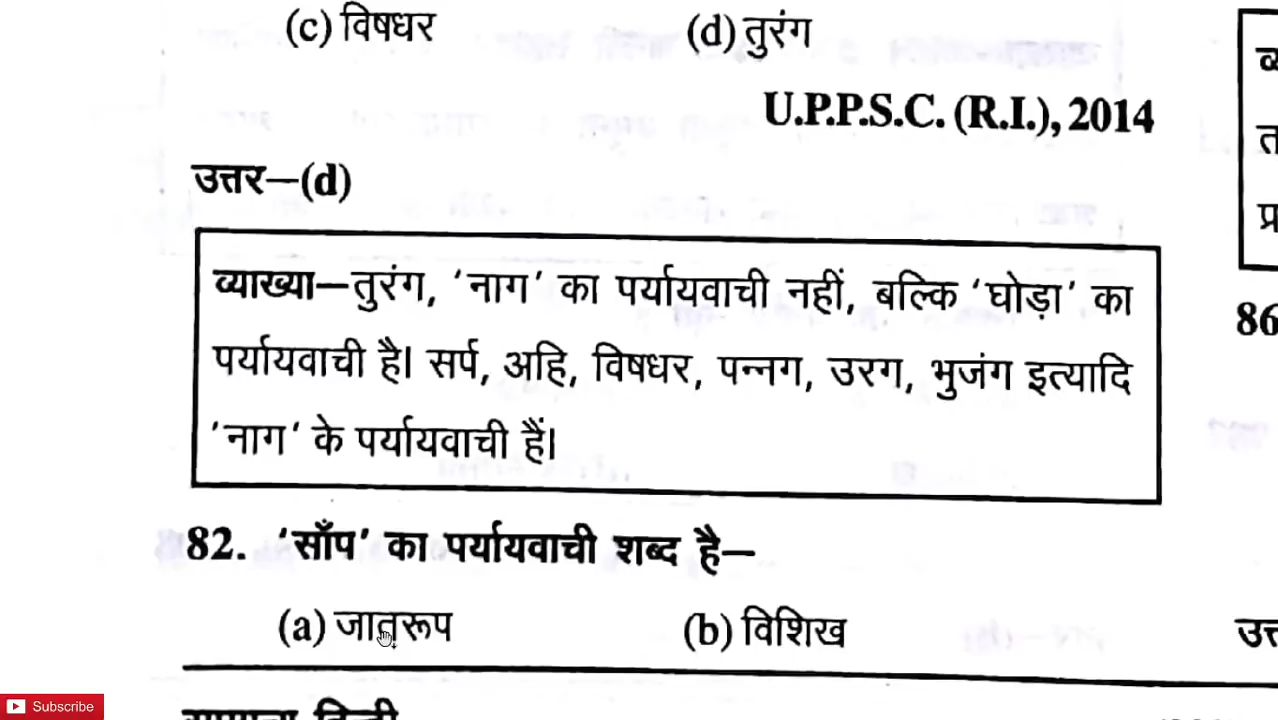 (c) विषधर (d) तुरंग
U.P.P.S.C. (R.I.), 2014
उत्तर–(d)
व्याख्या–तुरंग, 'नाग' का पर्यायवाची नहीं, बल्कि 'घोड़ा' का
पर्यायवाची है। सर्प, अहि, विषधर, पन्नग, उरग, भुजंग इत्यादि
'नाग' के पर्यायवाची हैं।
82. 'साँप' का पर्यायवाची शब्द है–
(a) जातरूप (b) विशिख
सामान्य हिन्दी
86
Subscribe